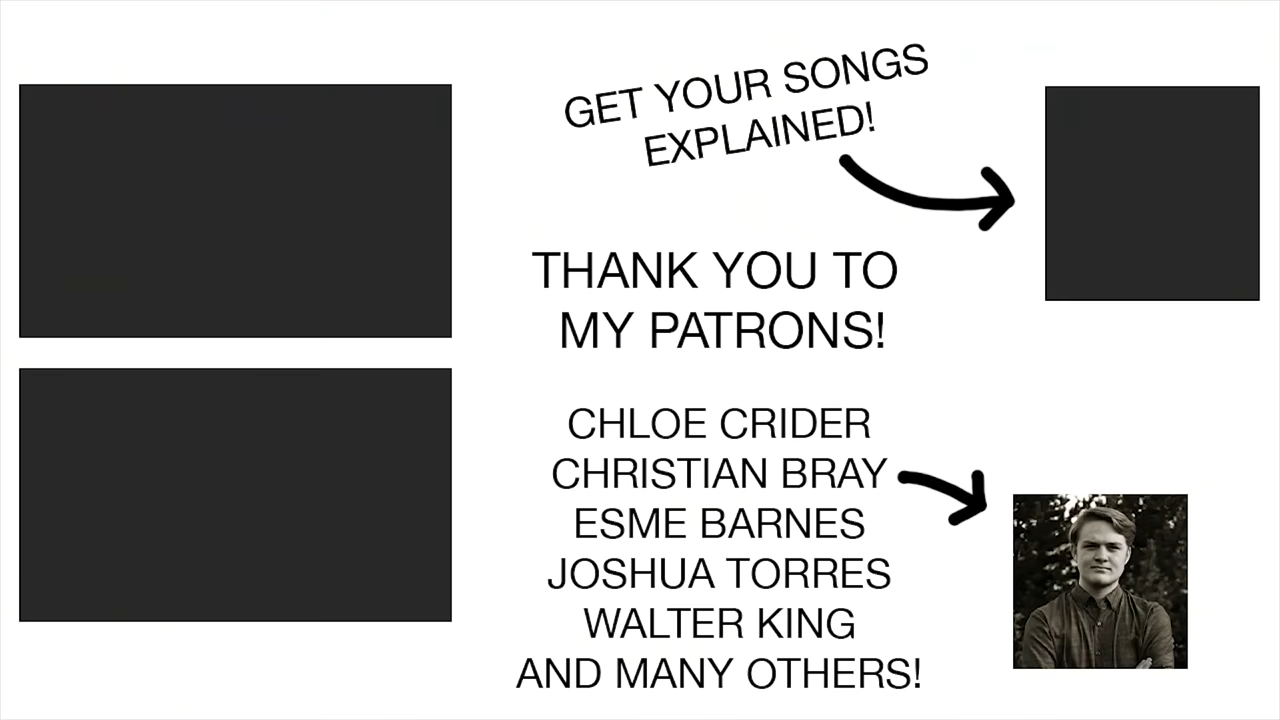 GET YOUR SONGS
EXPLAINED!
THANK YOU TO
MY PATRONS!
CHLOE CRIDER
CHRISTIAN BRAY
ESME BARNES
JOSHUA TORRES
WALTER KING
AND MANY OTHERS!